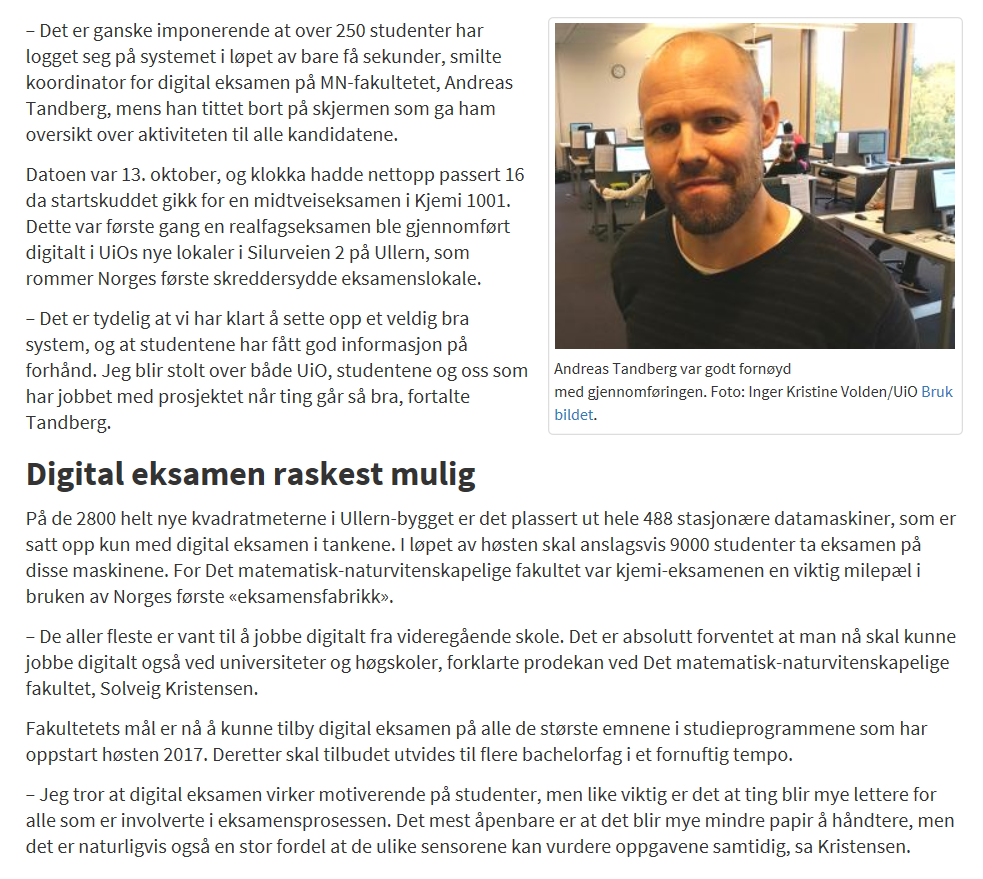 – Det er ganske imponerende at over 250 studenter har
logget seg på systemet i løpet av bare få sekunder, smilte
koordinator for digital eksamen på MN-fakultetet, Andreas
Tandberg, mens han tittet bort på skjermen som ga ham
oversikt over aktiviteten til alle kandidatene.
Datoen var 13. oktober, og klokka hadde nettopp passert 16
da startskuddet gikk for en midtveiseksamen i Kjemi 1001.
Dette var første gang en realfagseksamen ble gjennomført
digitalt i UiOs nye lokaler i Silurveien 2 på Ullern, som
rommer Norges første skreddersydde eksamenslokale.
– Det er tydelig at vi har klart å sette opp et veldig bra
system, og at studentene har fått god informasjon på
forhånd. Jeg blir stolt over både UiO, studentene og oss som
har jobbet med prosjektet når ting går så bra, fortalte
Tandberg.
Andreas Tandberg var godt fornøyd
med gjennomføringen. Foto: Inger Kristine Volden/UiO Bruk
bildet.
Digital eksamen raskest mulig
På de 2800 helt nye kvadratmeterne i Ullern-bygget er det plassert ut hele 488 stasjonære datamaskiner, som er
satt opp kun med digital eksamen i tankene. I løpet av høsten skal anslagsvis 9000 studenter ta eksamen på
disse maskinene. For Det matematisk-naturvitenskapelige fakultet var kjemi-eksamenen en viktig milepæl i
bruken av Norges første «eksamensfabrikk».
– De aller fleste er vant til å jobbe digitalt fra videregående skole. Det er absolutt forventet at man nå skal kunne
jobbe digitalt også ved universiteter og høgskoler, forklarte prodekan ved Det matematisk-naturvitenskapelige
fakultet, Solveig Kristensen.
Fakultetets mål er nå å kunne tilby digital eksamen på alle de største emnene i studieprogrammene som har
oppstart høsten 2017. Deretter skal tilbudet utvides til flere bachelorfag i et fornuftig tempo.
– Jeg tror at digital eksamen virker motiverende på studenter, men like viktig er det at ting blir mye lettere for
alle som er involverte i eksamensprosessen. Det mest åpenbare er at det blir mye mindre papir å håndtere, men
det er naturligvis også en stor fordel at de ulike sensorene kan vurdere oppgavene samtidig, sa Kristensen.